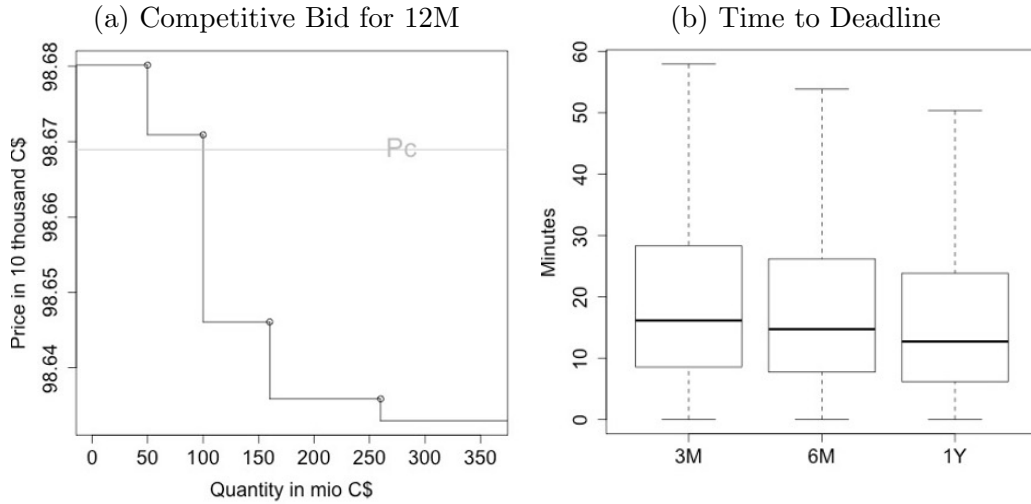 (a) Competitive Bid for 12M
98.68
98.67
98.66
98.65
98.64
Price in 10 thousand C$
Pc
0 50 100 150 200 250 300 350
Quantity in mio C$
(b) Time to Deadline
60
50
40
30
20
10
0
Minutes
3M 6M 1Y